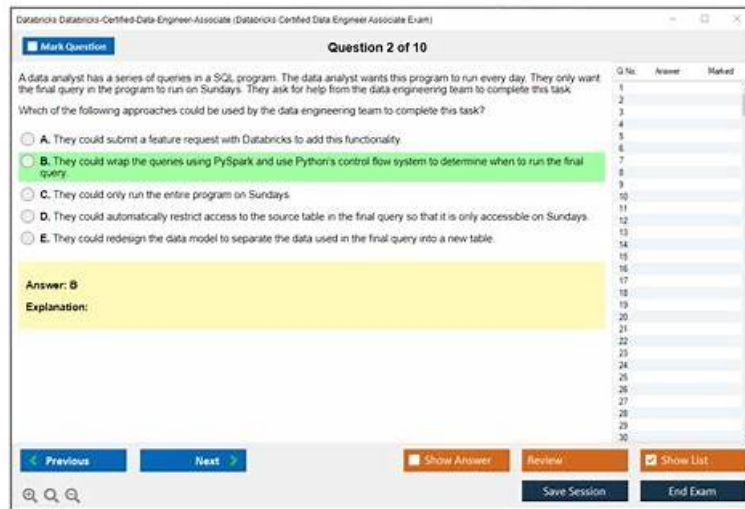 Databricks Databricks-Certified-Data-Engineer-Associate (Databricks Certified Data Engineer Associate Exam)
Mark Question
Question 2 of 10
Q No. Answer Marked
A data analyst has a series of queries in a SQL program. The data analyst wants this program to run every day. They only want
the final query in the program to run on Sundays. They ask for help from the data engineering team to complete this task.
Which of the following approaches could be used by the data engineering team to complete this task?
A. They could submit a feature request with Databricks to add this functionality.
B. They could wrap the queries using PySpark and use Python's control flow system to determine when to run the final
query.
C. They could only run the entire program on Sundays.
D. They could automatically restrict access to the source table in the final query so that it is only accessible on Sundays.
E. They could redesign the data model to separate the data used in the final query into a new table.
Answer: B
Explanation:
1
2
3
4
5
6
7
8
9
10
11
12
13
14
15
16
17
18
19
20
21
22
23
24
25
26
27
28
29
30
Previous
Next
Show Answer
Review
Show List
Save Session
End Exam